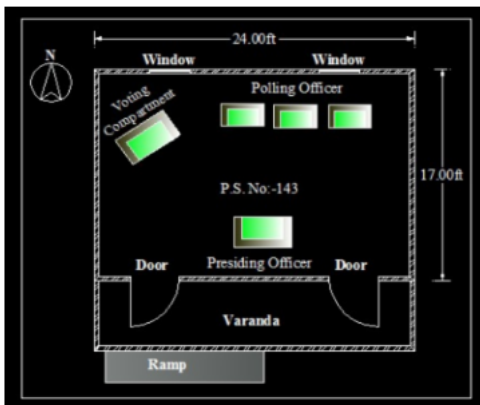 24.00ft
N
Window
Window
Voting
Compartment
Polling Officer
17.00ft
P.S. No:-143
Door
Presiding Officer
Door
Varanda
Ramp